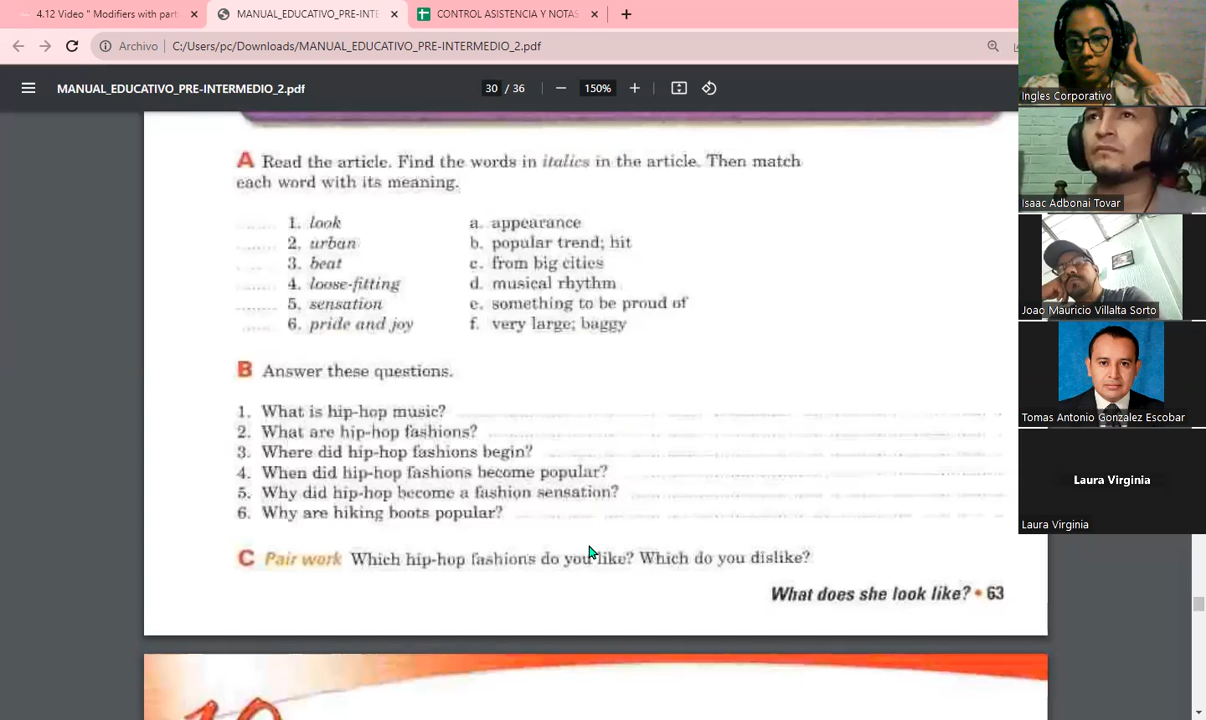 4.12 Video " Modifiers with part
MANUAL_EDUCATIVO_PRE-INTE
CONTROL ASISTENCIA Y NOTAS
Archivo
C:/Users/pc/Downloads/MANUAL_EDUCATIVO_PRE-INTERMEDIO_2.pdf
MANUAL_EDUCATIVO_PRE-INTERMEDIO_2.pdf
30 / 36
150%
A Read the article. Find the words in italics in the article. Then match
each word with its meaning.
1. look a. appearance
2. urban b. popular trend; hit
3. beat c. from big cities
4. loose-fitting d. musical rhythm
5. sensation e. something to be proud of
6. pride and joy f. very large; baggy
B Answer these questions.
1. What is hip-hop music?
2. What are hip-hop fashions?
3. Where did hip-hop fashions begin?
4. When did hip-hop fashions become popular?
5. Why did hip-hop become a fashion sensation?
6. Why are hiking boots popular?
C Pair work Which hip-hop fashions do you like? Which do you dislike?
What does she look like? • 63
Ingles Corporativo
Isaac Adbonai Tovar
Joao Mauricio Villalta Sorto
Tomas Antonio Gonzalez Escobar
Laura Virginia
Laura Virginia